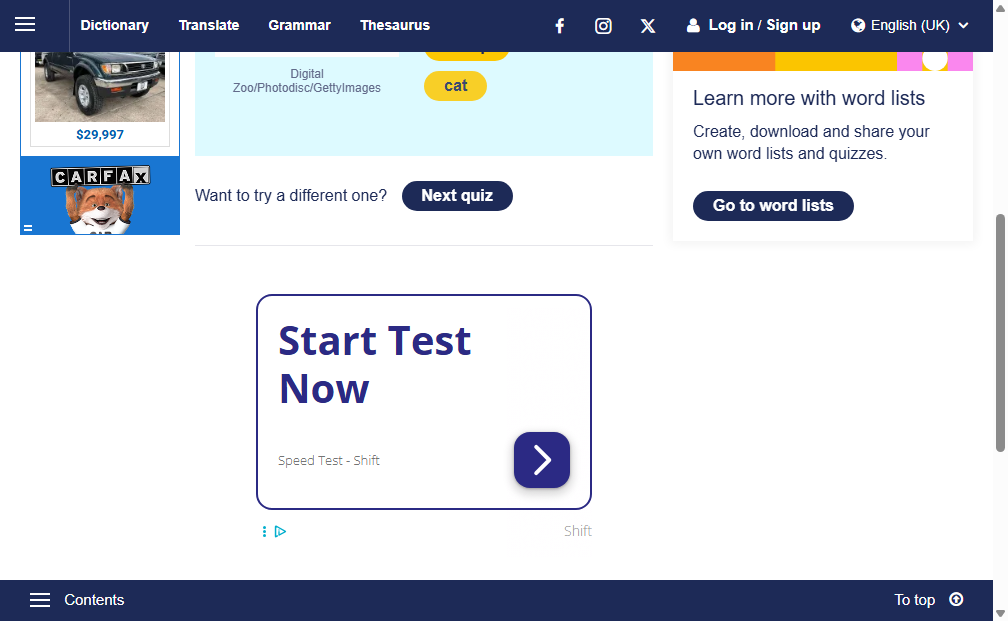 Dictionary
Translate
Grammar
Thesaurus
Log in / Sign up
English (UK)
$29,997
CARFAX
Digital
Zoo/Photodisc/GettyImages
cat
Want to try a different one?
Next quiz
Learn more with word lists
Create, download and share your
own word lists and quizzes.
Go to word lists
Start Test
Now
Speed Test - Shift
Shift
Contents
To top